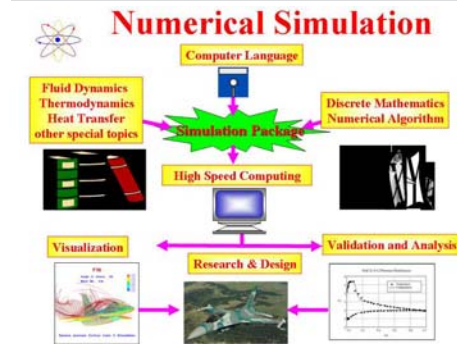 Numerical Simulation
Computer Language
Fluid Dynamics
Thermodynamics
Heat Transfer
other special topics
Discrete Mathematics
Numerical Algorithm
Simulation Package
High Speed Computing
Visualization
Validation and Analysis
Research & Design
F16